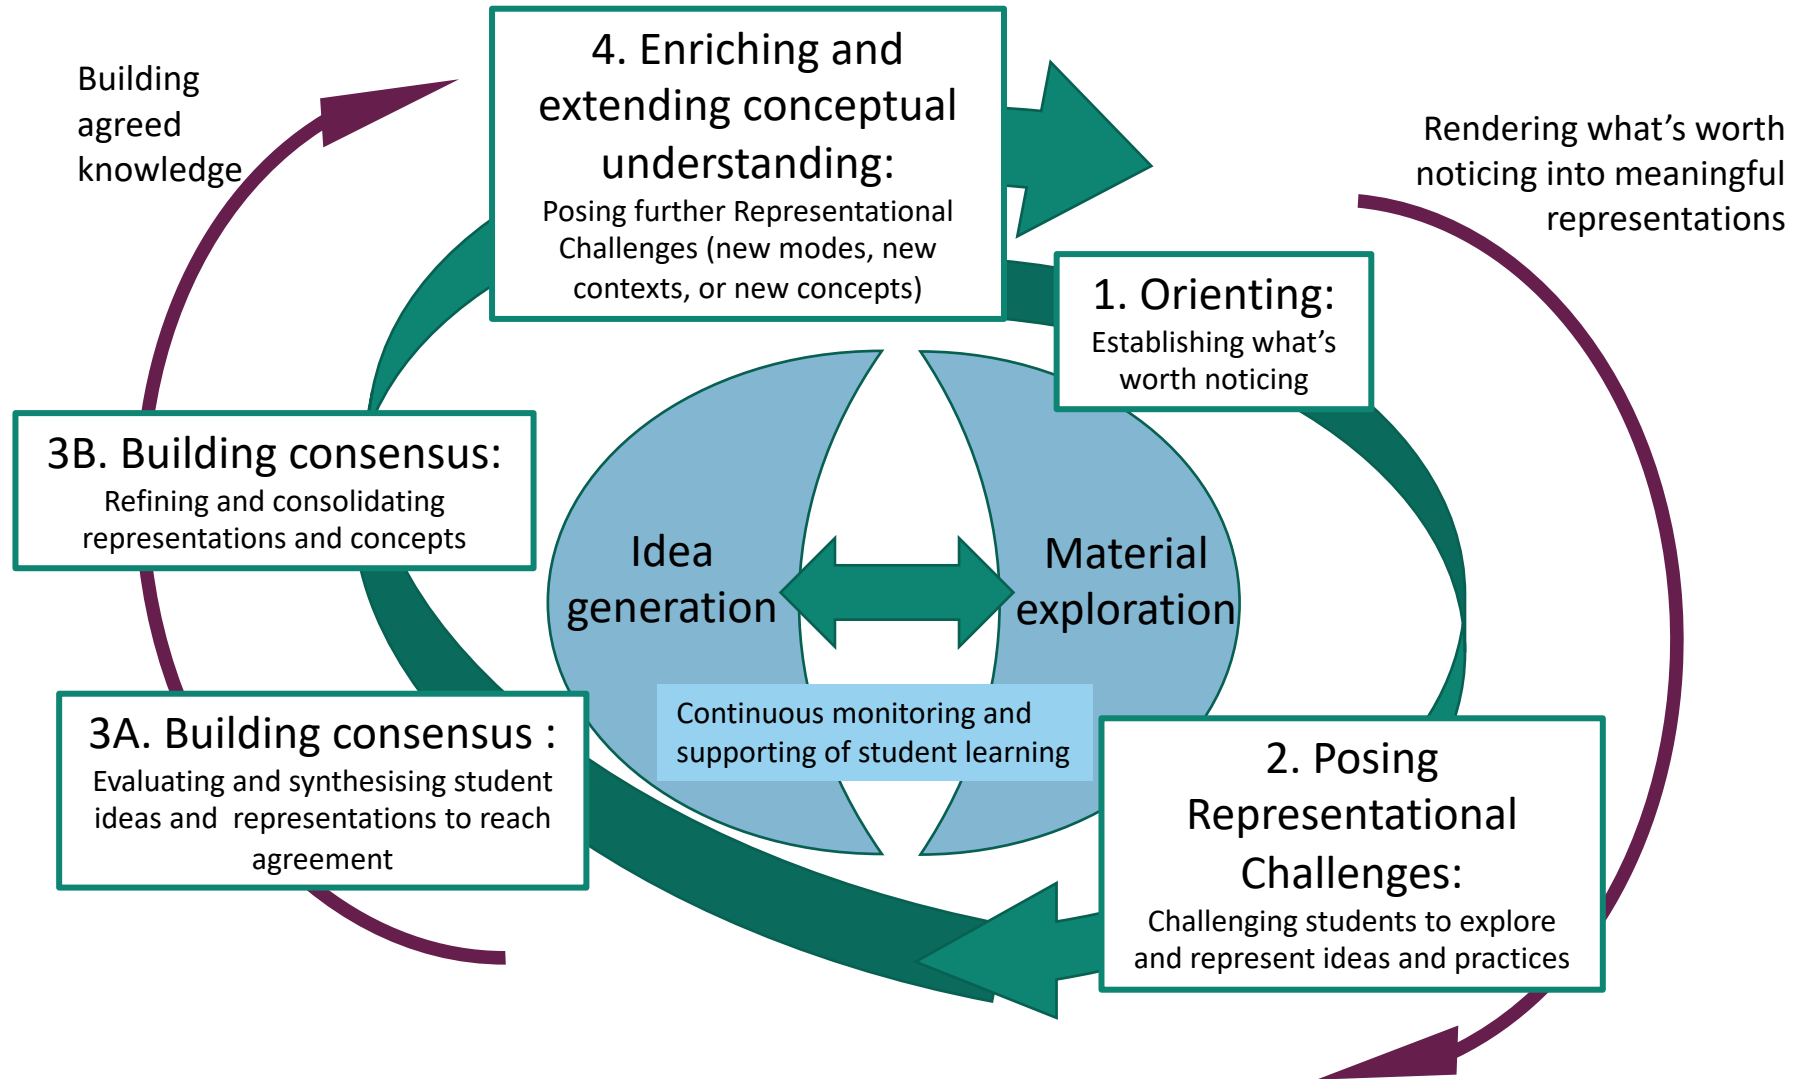 Building
agreed
knowledge
4. Enriching and
extending conceptual
understanding:
Posing further Representational
Challenges (new modes, new
contexts, or new concepts)
Rendering what's worth
noticing into meaningful
representations
1. Orienting:
Establishing what's
worth noticing
3B. Building consensus:
Refining and consolidating
representations and concepts
Idea
generation
Material
exploration
Continuous monitoring and
supporting of student learning
3A. Building consensus :
Evaluating and synthesising student
ideas and  representations to reach
agreement
2. Posing
Representational
Challenges:
Challenging students to explore
and represent ideas and practices